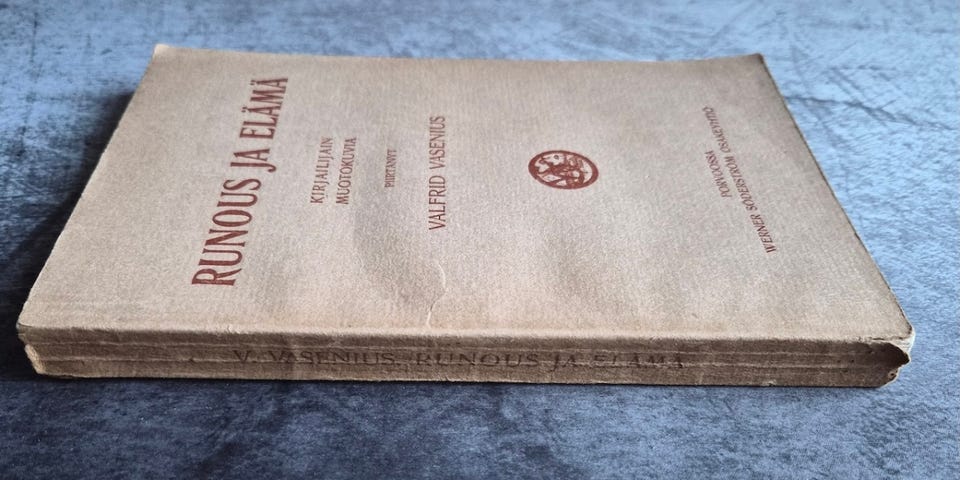 RUNOUS JA ELÄMÄ
KIRJAILIJAIN
MUOTOKUVIA
PIIRTÄNYT
VALFRID VASENIUS
PORVOOSSA
WERNER SÖDERSTRÖM OSAKEYHTIÖ
V. VASENIUS, RUNOUS JA ELÄMÄ